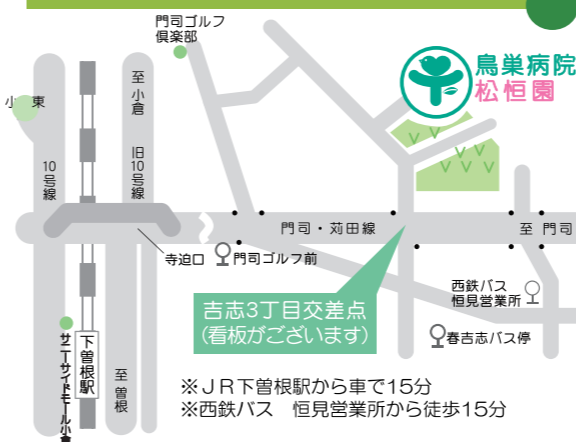 門司ゴルフ
倶楽部
鳥巣病院
松恒園
至 小倉
小 東
10号線
旧10号線
門司・苅田線
至 門司
寺迫口
門司ゴルフ前
西鉄バス
恒見営業所
吉志3丁目交差点
(看板がございます)
春吉志バス停
サニーサイドモール小倉
下曽根駅
至 曽根
※ＪＲ下曽根駅から車で15分
※西鉄バス　恒見営業所から徒歩15分